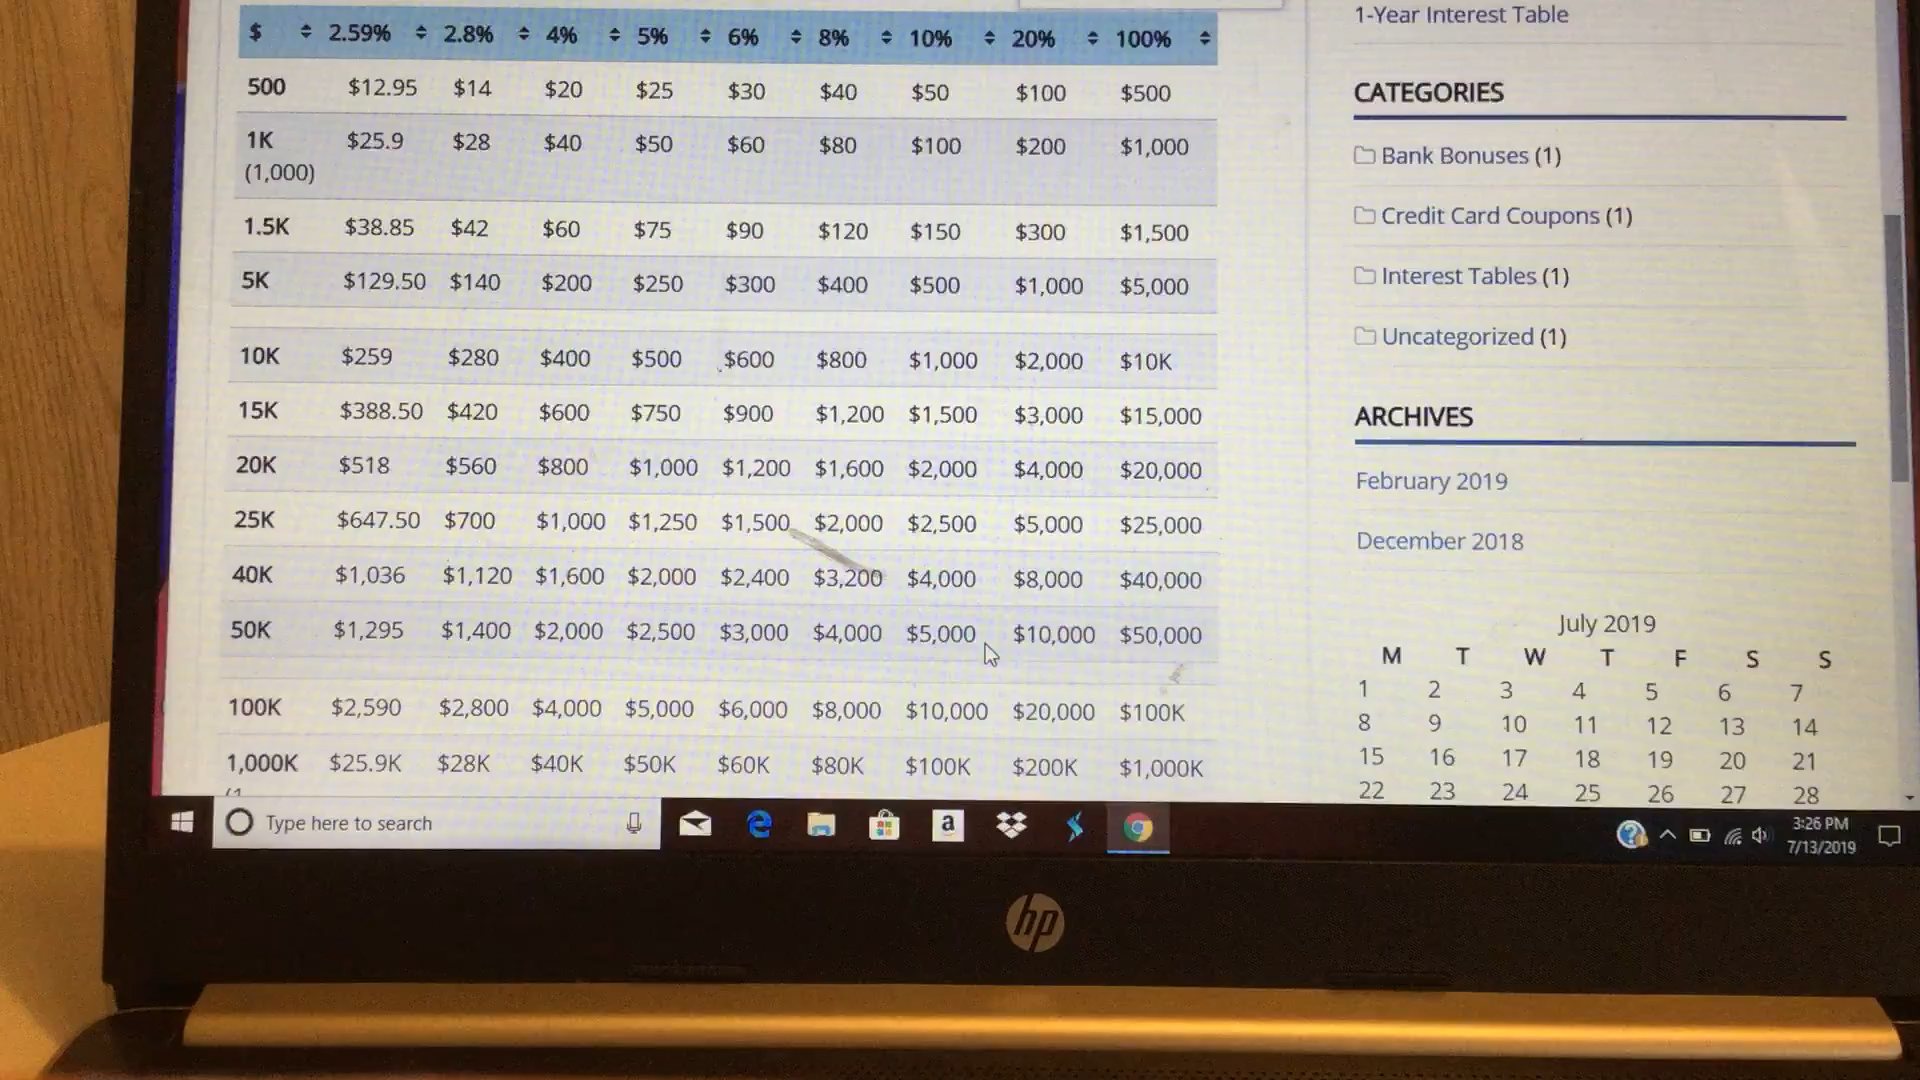 $ 2.59% 2.8% 4% 5% 6% 8% 10% 20% 100%
500 $12.95 $14 $20 $25 $30 $40 $50 $100 $500
1K $25.9 $28 $40 $50 $60 $80 $100 $200 $1,000
(1,000)
1.5K $38.85 $42 $60 $75 $90 $120 $150 $300 $1,500
5K $129.50 $140 $200 $250 $300 $400 $500 $1,000 $5,000
10K $259 $280 $400 $500 $600 $800 $1,000 $2,000 $10K
15K $388.50 $420 $600 $750 $900 $1,200 $1,500 $3,000 $15,000
20K $518 $560 $800 $1,000 $1,200 $1,600 $2,000 $4,000 $20,000
25K $647.50 $700 $1,000 $1,250 $1,500 $2,000 $2,500 $5,000 $25,000
40K $1,036 $1,120 $1,600 $2,000 $2,400 $3,200 $4,000 $8,000 $40,000
50K $1,295 $1,400 $2,000 $2,500 $3,000 $4,000 $5,000 $10,000 $50,000
100K $2,590 $2,800 $4,000 $5,000 $6,000 $8,000 $10,000 $20,000 $100K
1,000K $25.9K $28K $40K $50K $60K $80K $100K $200K $1,000K
1-Year Interest Table
CATEGORIES
Bank Bonuses (1)
Credit Card Coupons (1)
Interest Tables (1)
Uncategorized (1)
ARCHIVES
February 2019
December 2018
July 2019
M T W T F S S
1 2 3 4 5 6 7
8 9 10 11 12 13 14
15 16 17 18 19 20 21
22 23 24 25 26 27 28
Type here to search
a
3:26 PM
7/13/2019
hp